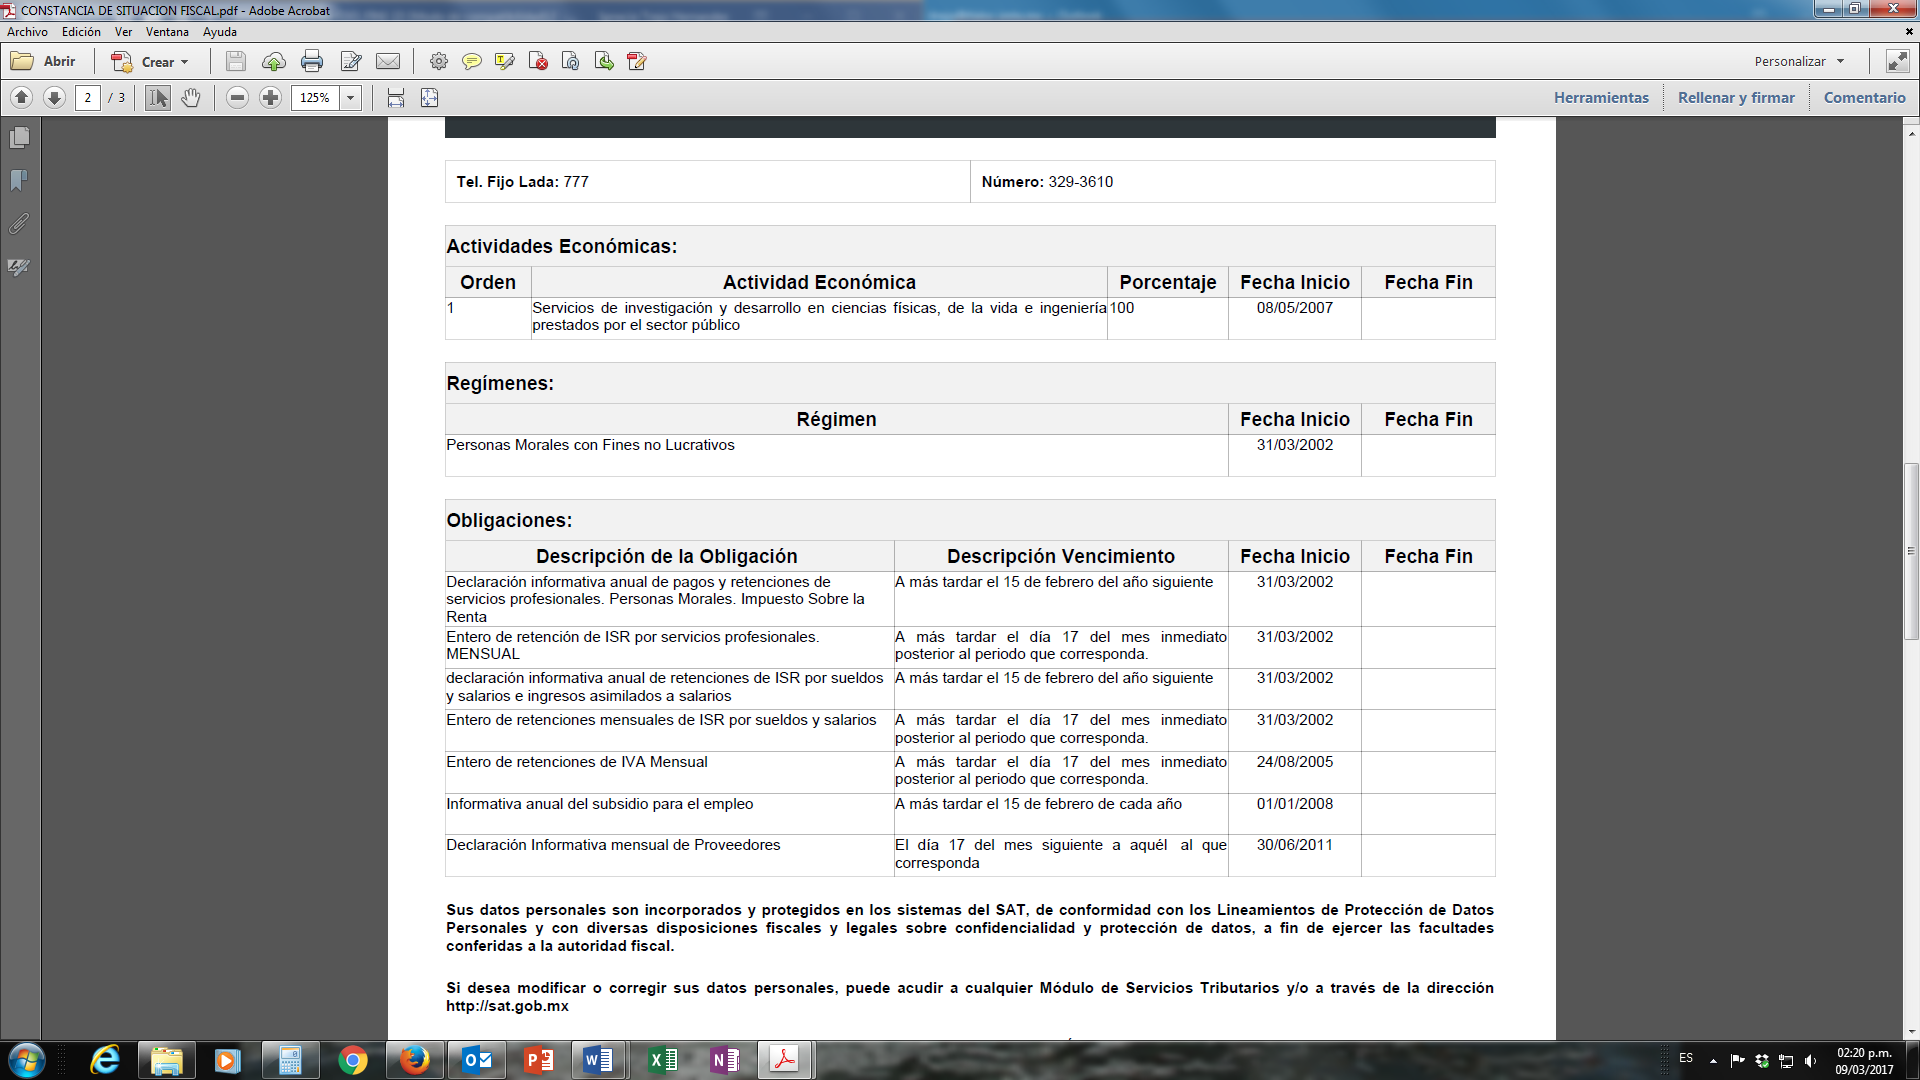 CONSTANCIA DE SITUACION FISCAL.pdf - Adobe Acrobat
Archivo Edición Ver Ventana Ayuda
Abrir Crear Personalizar
2 / 3 125% Herramientas Rellenar y firmar Comentario
Tel. Fijo Lada: 777 Número: 329-3610
Actividades Económicas:
Orden Actividad Económica Porcentaje Fecha Inicio Fecha Fin
1 Servicios de investigación y desarrollo en ciencias físicas, de la vida e ingeniería 100 08/05/2007
prestados por el sector público
Regímenes:
Régimen Fecha Inicio Fecha Fin
Personas Morales con Fines no Lucrativos 31/03/2002
Obligaciones:
Descripción de la Obligación Descripción Vencimiento Fecha Inicio Fecha Fin
Declaración informativa anual de pagos y retenciones de A más tardar el 15 de febrero del año siguiente 31/03/2002
servicios profesionales. Personas Morales. Impuesto Sobre la
Renta
Entero de retención de ISR por servicios profesionales. A más tardar el día 17 del mes inmediato 31/03/2002
MENSUAL posterior al periodo que corresponda.
declaración informativa anual de retenciones de ISR por sueldos A más tardar el 15 de febrero del año siguiente 31/03/2002
y salarios e ingresos asimilados a salarios
Entero de retenciones mensuales de ISR por sueldos y salarios A más tardar el día 17 del mes inmediato 31/03/2002
posterior al periodo que corresponda.
Entero de retenciones de IVA Mensual A más tardar el día 17 del mes inmediato 24/08/2005
posterior al periodo que corresponda.
Informativa anual del subsidio para el empleo A más tardar el 15 de febrero de cada año 01/01/2008
Declaración Informativa mensual de Proveedores El día 17 del mes siguiente a aquél al que 30/06/2011
corresponda
Sus datos personales son incorporados y protegidos en los sistemas del SAT, de conformidad con los Lineamientos de Protección de Datos
Personales y con diversas disposiciones fiscales y legales sobre confidencialidad y protección de datos, a fin de ejercer las facultades
conferidas a la autoridad fiscal.
Si desea modificar o corregir sus datos personales, puede acudir a cualquier Módulo de Servicios Tributarios y/o a través de la dirección
http://sat.gob.mx
ES 02:20 p.m.
09/03/2017